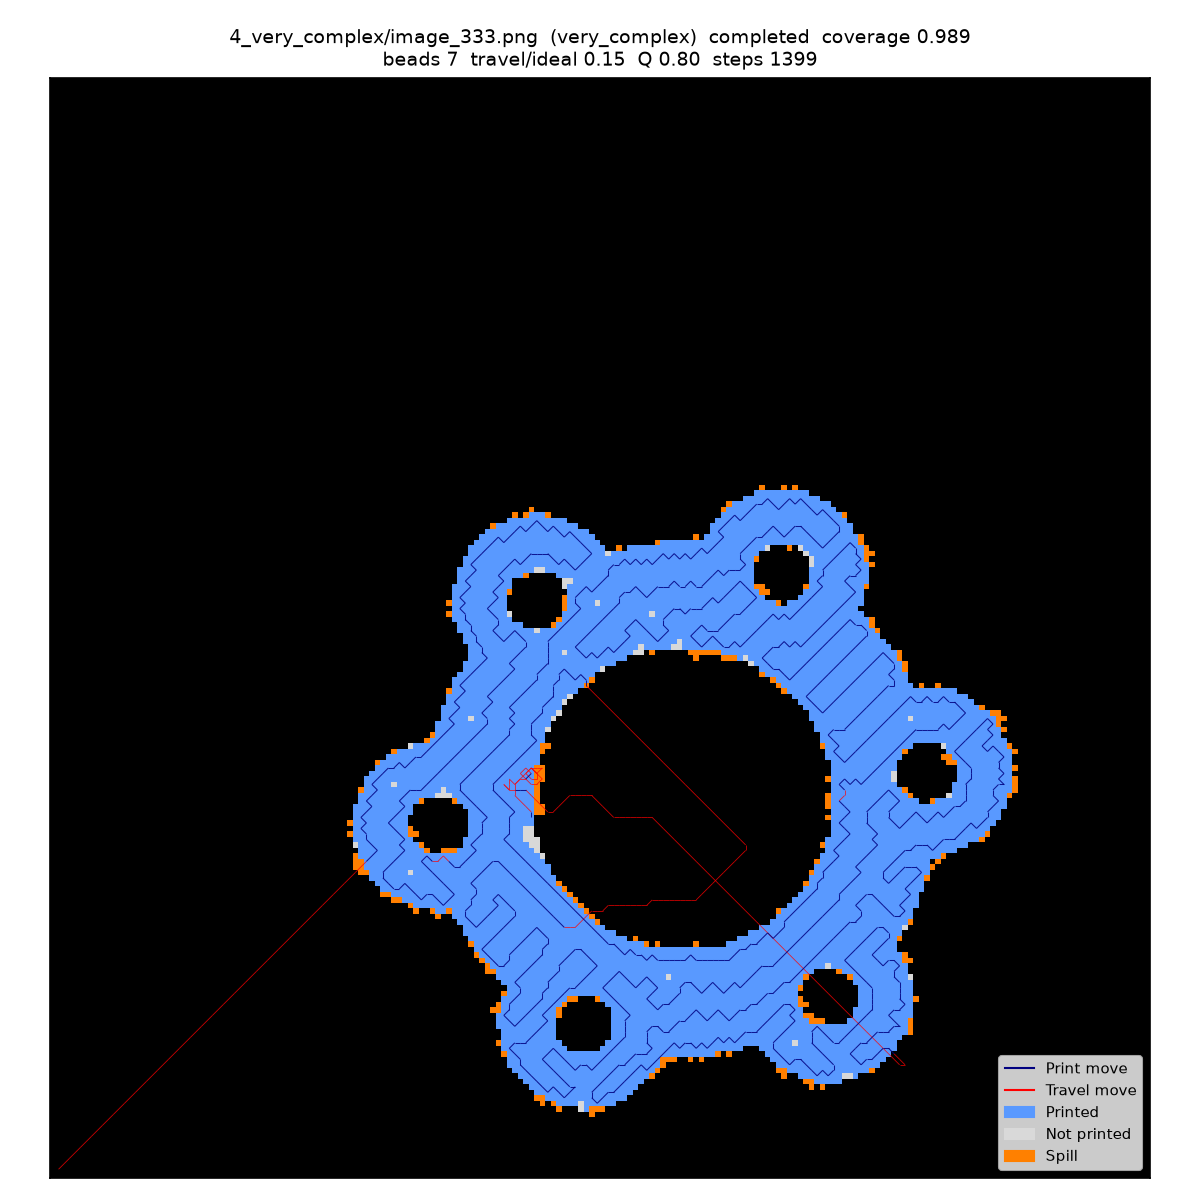 4_very_complex/image_333.png  (very_complex)  completed  coverage 0.989
beads 7  travel/ideal 0.15  Q 0.80  steps 1399
Print move
Travel move
Printed
Not printed
Spill